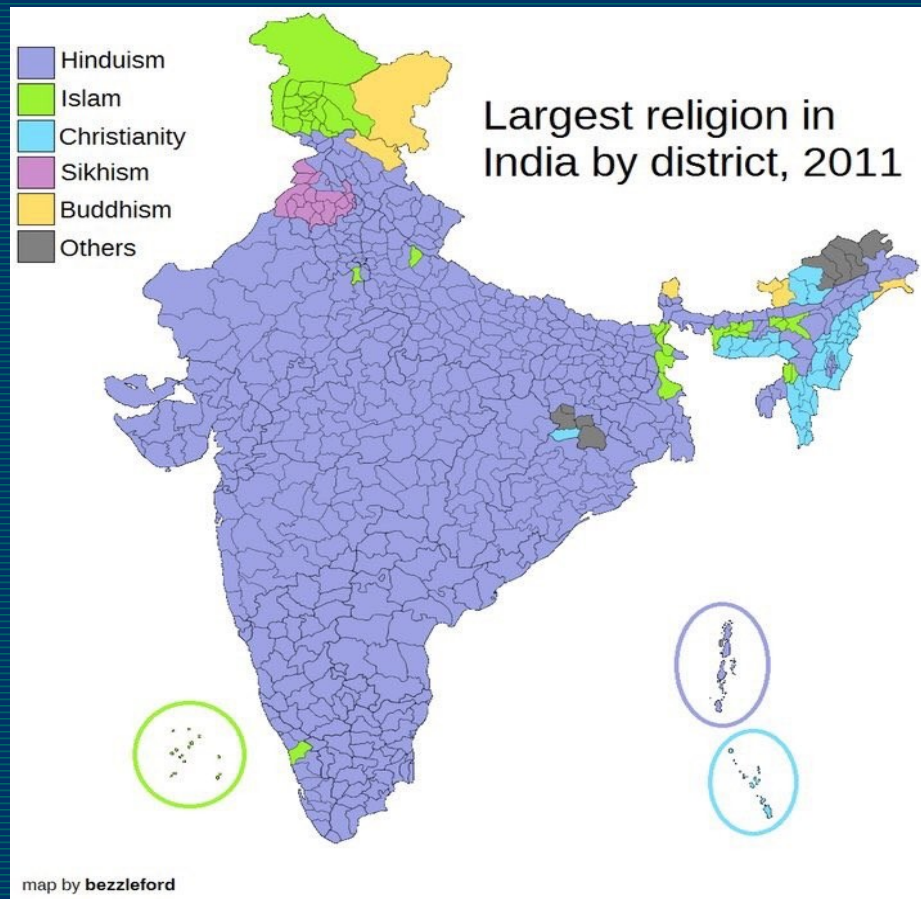 Hinduism
Islam
Christianity
Sikhism
Buddhism
Others
Largest religion in
India by district, 2011
map by bezzleford